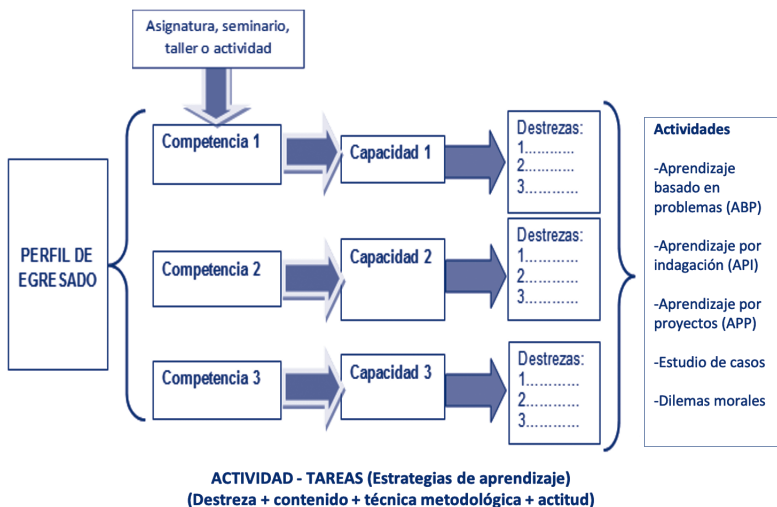 Asignatura, seminario,
taller o actividad
PERFIL DE
EGRESADO
Competencia 1
Capacidad 1
Destrezas:
1...........
2...........
3............
Competencia 2
Capacidad 2
Destrezas:
1............
2............
3............
Competencia 3
Capacidad 3
Destrezas:
1............
2............
3............
Actividades
-Aprendizaje
basado en
problemas (ABP)
-Aprendizaje por
indagación (API)
-Aprendizaje por
proyectos (APP)
-Estudio de casos
-Dilemas morales
ACTIVIDAD - TAREAS (Estrategias de aprendizaje)
(Destreza + contenido + técnica metodológica + actitud)